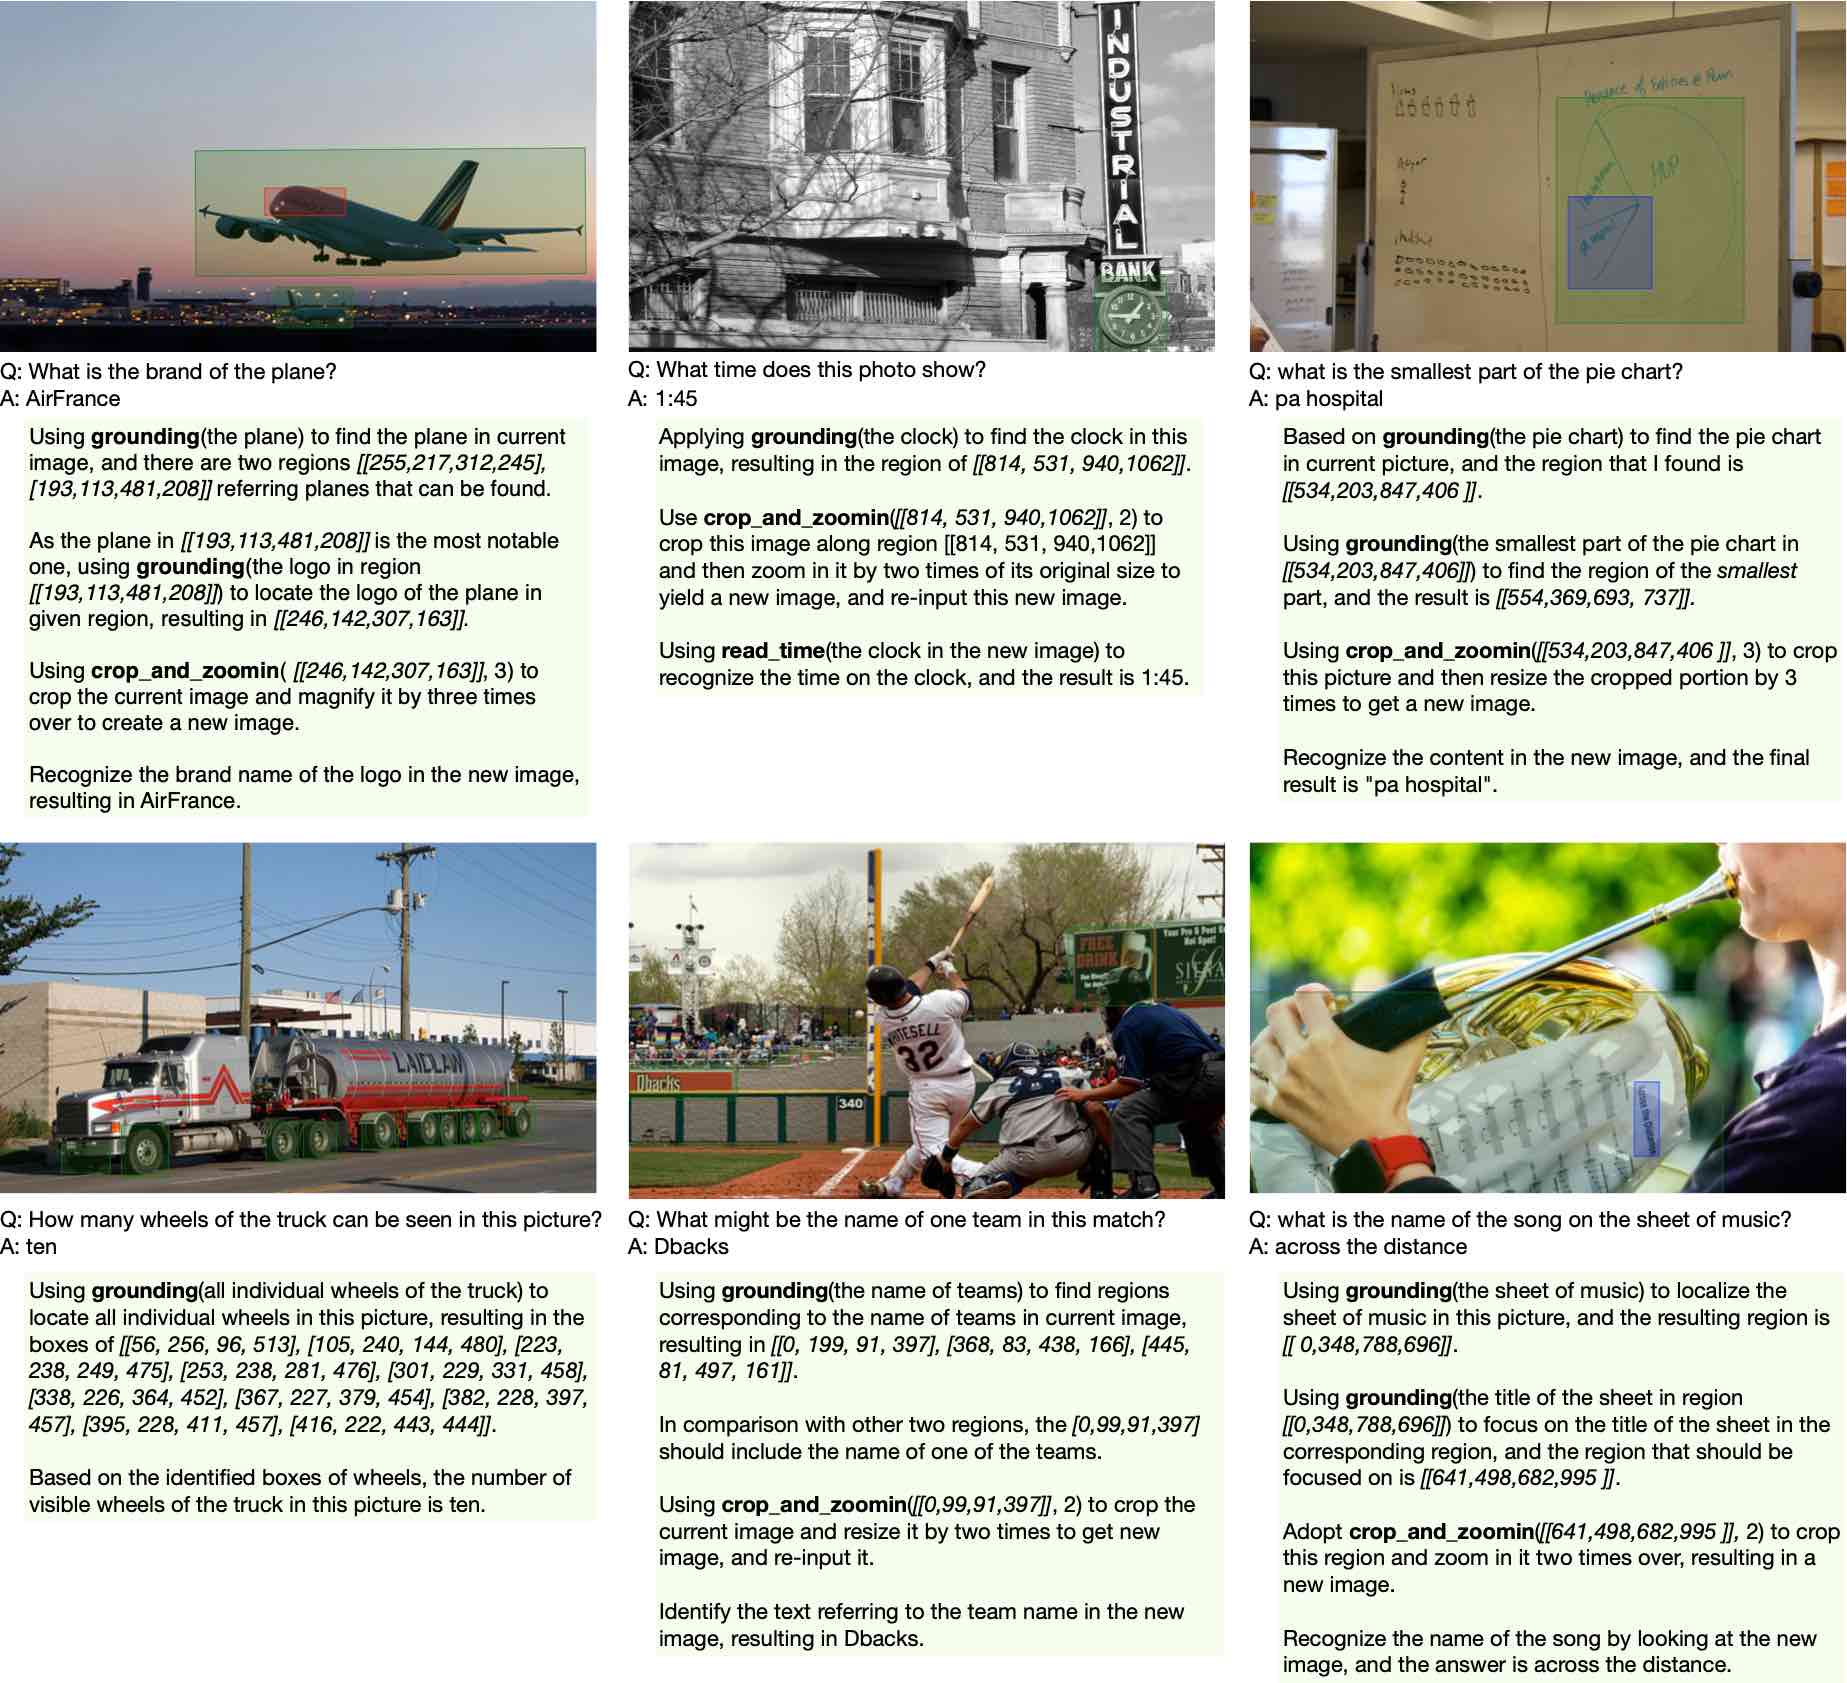 INDUSTRIAL
BANK
Q: What is the brand of the plane?
A: AirFrance
Using grounding(the plane) to find the plane in current
image, and there are two regions [[255,217,312,245],
[193,113,481,208]] referring planes that can be found.
As the plane in [[193,113,481,208]] is the most notable
one, using grounding(the logo in region
[[193,113,481,208]]) to locate the logo of the plane in
given region, resulting in [[246,142,307,163]].
Using crop_and_zoomin( [[246,142,307,163]], 3) to
crop the current image and magnify it by three times
over to create a new image.
Recognize the brand name of the logo in the new image,
resulting in AirFrance.
Q: What time does this photo show?
A: 1:45
Applying grounding(the clock) to find the clock in this
image, resulting in the region of [[814, 531, 940,1062]].
Use crop_and_zoomin([[814, 531, 940,1062]], 2) to
crop this image along region [[814, 531, 940,1062]]
and then zoom in it by two times of its original size to
yield a new image, and re-input this new image.
Using read_time(the clock in the new image) to
recognize the time on the clock, and the result is 1:45.
MUP
Q: what is the smallest part of the pie chart?
A: pa hospital
Based on grounding(the pie chart) to find the pie chart
in current picture, and the region that I found is
[[534,203,847,406 ]].
Using grounding(the smallest part of the pie chart in
[[534,203,847,406]]) to find the region of the smallest
part, and the result is [[554,369,693, 737]].
Using crop_and_zoomin([[534,203,847,406 ]], 3) to crop
this picture and then resize the cropped portion by 3
times to get a new image.
Recognize the content in the new image, and the final
result is "pa hospital".
LAIDLAW
Q: How many wheels of the truck can be seen in this picture?
A: ten
Using grounding(all individual wheels of the truck) to
locate all individual wheels in this picture, resulting in the
boxes of [[56, 256, 96, 513], [105, 240, 144, 480], [223,
238, 249, 475], [253, 238, 281, 476], [301, 229, 331, 458],
[338, 226, 364, 452], [367, 227, 379, 454], [382, 228, 397,
457], [395, 228, 411, 457], [416, 222, 443, 444]].
Based on the identified boxes of wheels, the number of
visible wheels of the truck in this picture is ten.
Your Pro & Post G
Hot Spot!
FREE
DRINK
SIENA
32
Dbacks
340
Q: What might be the name of one team in this match?
A: Dbacks
Using grounding(the name of teams) to find regions
corresponding to the name of teams in current image,
resulting in [[0, 199, 91, 397], [368, 83, 438, 166], [445,
81, 497, 161]].
In comparison with other two regions, the [0,99,91,397]
should include the name of one of the teams.
Using crop_and_zoomin([[0,99,91,397]], 2) to crop the
current image and resize it by two times to get new
image, and re-input it.
Identify the text referring to the team name in the new
image, resulting in Dbacks.
Across the Distance
Q: what is the name of the song on the sheet of music?
A: across the distance
Using grounding(the sheet of music) to localize the
sheet of music in this picture, and the resulting region is
[[ 0,348,788,696]].
Using grounding(the title of the sheet in region
[[0,348,788,696]]) to focus on the title of the sheet in the
corresponding region, and the region that should be
focused on is [[641,498,682,995 ]].
Adopt crop_and_zoomin([[641,498,682,995 ]], 2) to crop
this region and zoom in it two times over, resulting in a
new image.
Recognize the name of the song by looking at the new
image, and the answer is across the distance.